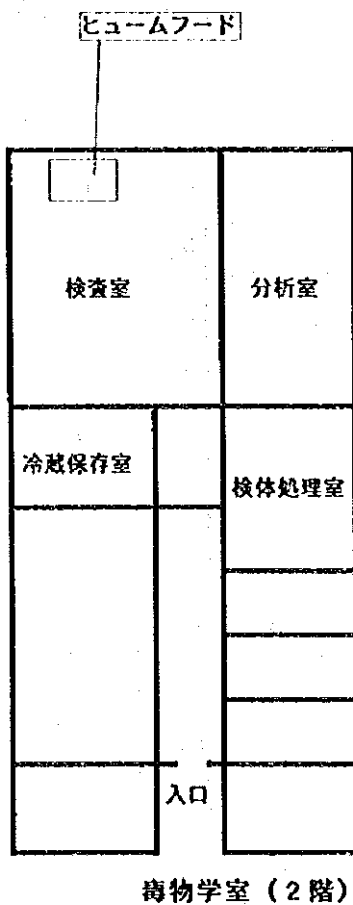 ヒュームフード
検査室
分析室
冷蔵保存室
検体処理室
入口
毒物学室（2階）